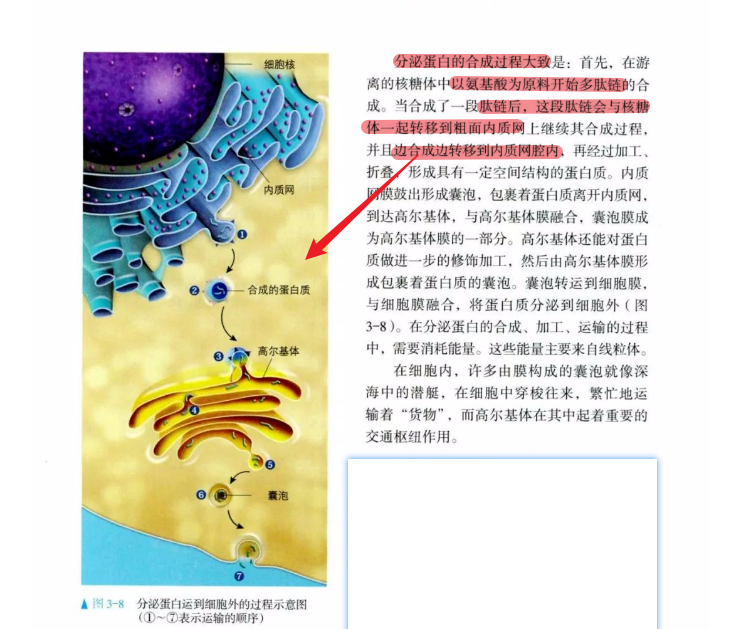 细胞核
内质网
①
② 合成的蛋白质
③ 高尔基体
④
⑤
⑥ 囊泡
⑦
▲ 图 3-8 分泌蛋白运到细胞外的过程示意图
(①~⑦表示运输的顺序)
分泌蛋白的合成过程大致是：首先，在游
离的核糖体中以氨基酸为原料开始多肽链的合
成。当合成了一段肽链后，这段肽链会与核糖
体一起转移到粗面内质网上继续其合成过程，
并且边合成边转移到内质网腔内，再经过加工、
折叠，形成具有一定空间结构的蛋白质。内质
网膜鼓出形成囊泡，包裹着蛋白质离开内质网，
到达高尔基体，与高尔基体膜融合，囊泡膜成
为高尔基体膜的一部分。高尔基体还能对蛋白
质做进一步的修饰加工，然后由高尔基体膜形
成包裹着蛋白质的囊泡。囊泡转运到细胞膜，
与细胞膜融合，将蛋白质分泌到细胞外（图
3-8）。在分泌蛋白的合成、加工、运输的过程
中，需要消耗能量。这些能量主要来自线粒体。
在细胞内，许多由膜构成的囊泡就像深
海中的潜艇，在细胞中穿梭往来，繁忙地运
输着“货物”，而高尔基体在其中起着重要的
交通枢纽作用。